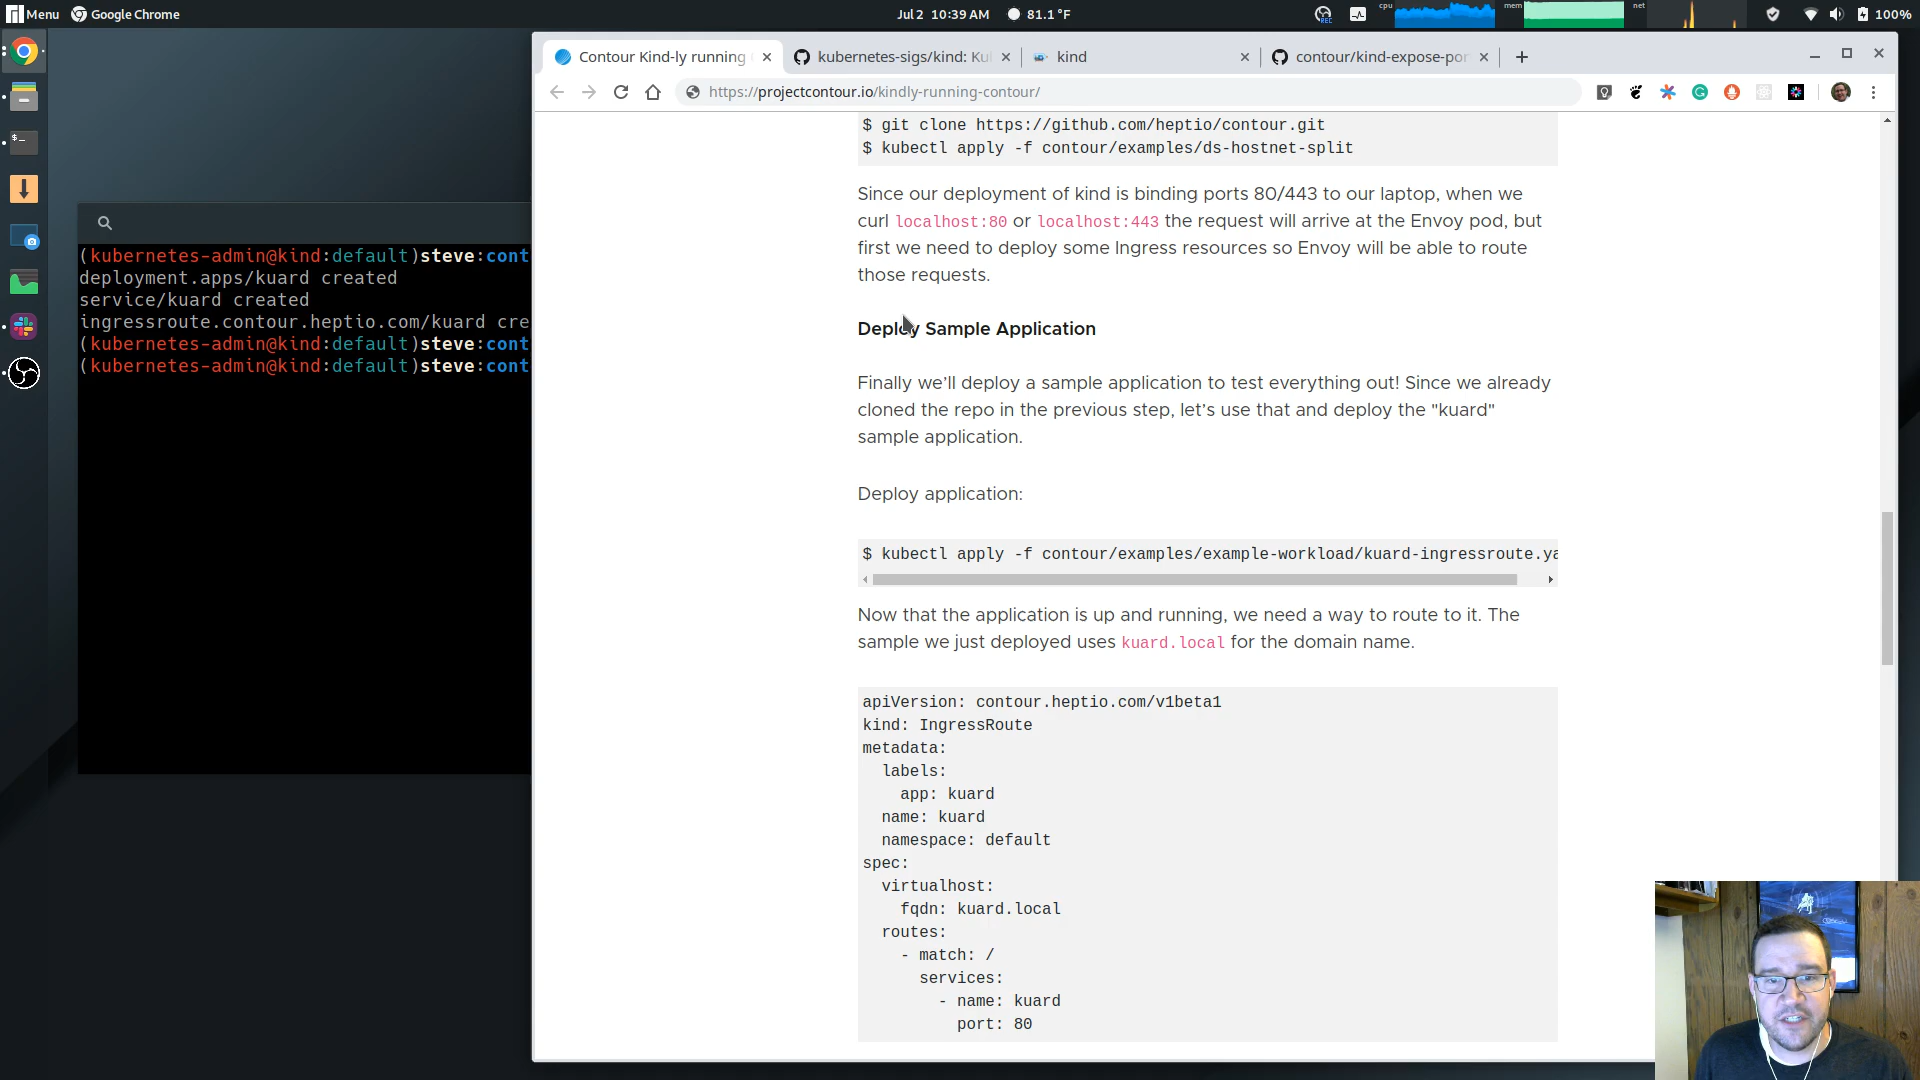 Menu
Google Chrome
Jul 2 10:39 AM
81.1 °F
REC
cpu
mem
net
100%
Contour Kind-ly running
kubernetes-sigs/kind: Ku
kind
contour/kind-expose-por
https://projectcontour.io/kindly-running-contour/
(kubernetes-admin@kind:default)steve:cont
deployment.apps/kuard created
service/kuard created
ingressroute.contour.heptio.com/kuard cre
(kubernetes-admin@kind:default)steve:cont
(kubernetes-admin@kind:default)steve:cont
$ git clone https://github.com/heptio/contour.git
$ kubectl apply -f contour/examples/ds-hostnet-split
Since our deployment of kind is binding ports 80/443 to our laptop, when we
curl localhost:80 or localhost:443 the request will arrive at the Envoy pod, but
first we need to deploy some Ingress resources so Envoy will be able to route
those requests.
Deploy Sample Application
Finally we’ll deploy a sample application to test everything out! Since we already
cloned the repo in the previous step, let’s use that and deploy the "kuard"
sample application.
Deploy application:
$ kubectl apply -f contour/examples/example-workload/kuard-ingressroute.ya
Now that the application is up and running, we need a way to route to it. The
sample we just deployed uses kuard.local for the domain name.
apiVersion: contour.heptio.com/v1beta1
kind: IngressRoute
metadata:
  labels:
    app: kuard
  name: kuard
  namespace: default
spec:
  virtualhost:
    fqdn: kuard.local
  routes:
    - match: /
      services:
        - name: kuard
          port: 80